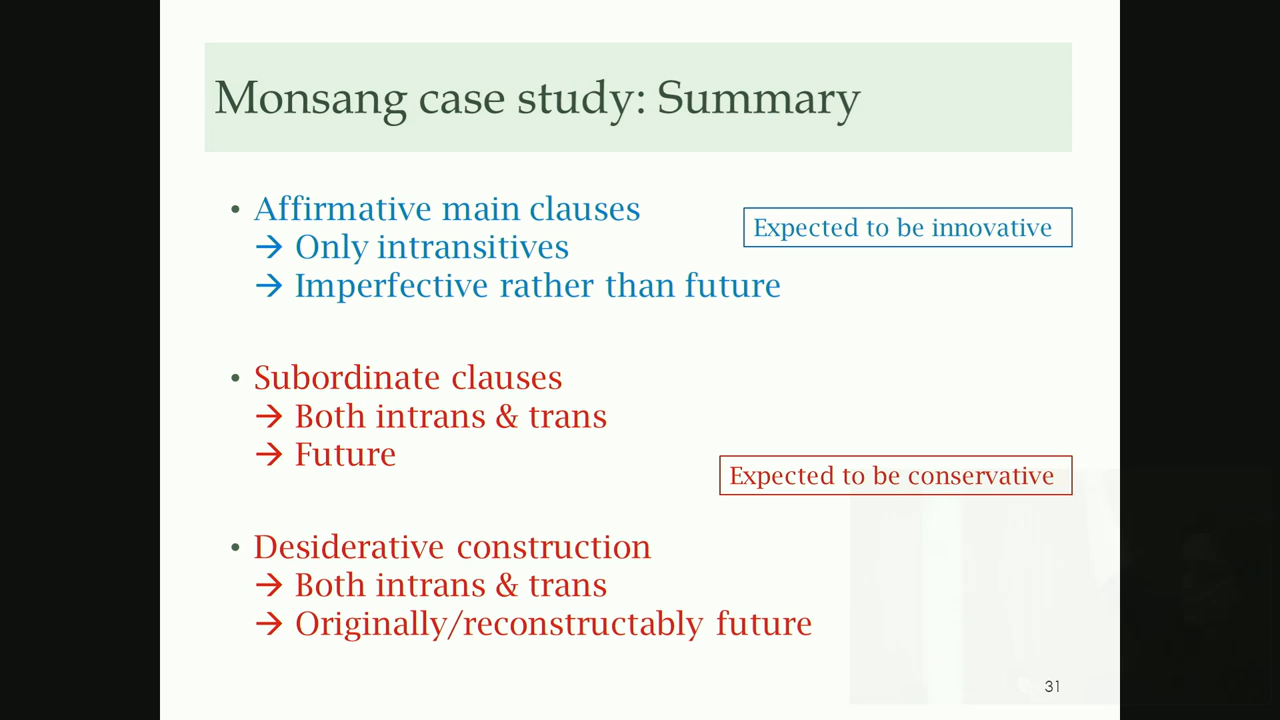 Monsang case study: Summary
• Affirmative main clauses
→ Only intransitives
→ Imperfective rather than future
Expected to be innovative
• Subordinate clauses
→ Both intrans & trans
→ Future
Expected to be conservative
• Desiderative construction
→ Both intrans & trans
→ Originally/reconstructably future
31